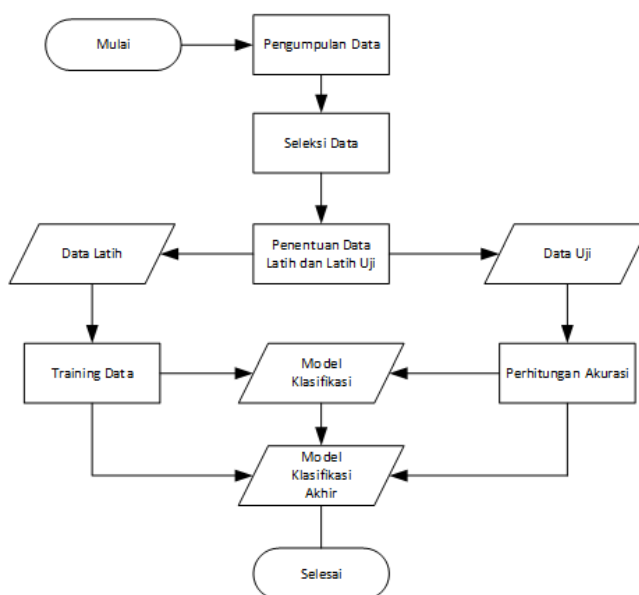 Mulai
Pengumpulan Data
Seleksi Data
Data Latih
Penentuan Data
Latih dan Latih Uji
Data Uji
Training Data
Model
Klasifikasi
Perhitungan Akurasi
Model
Klasifikasi
Akhir
Selesai